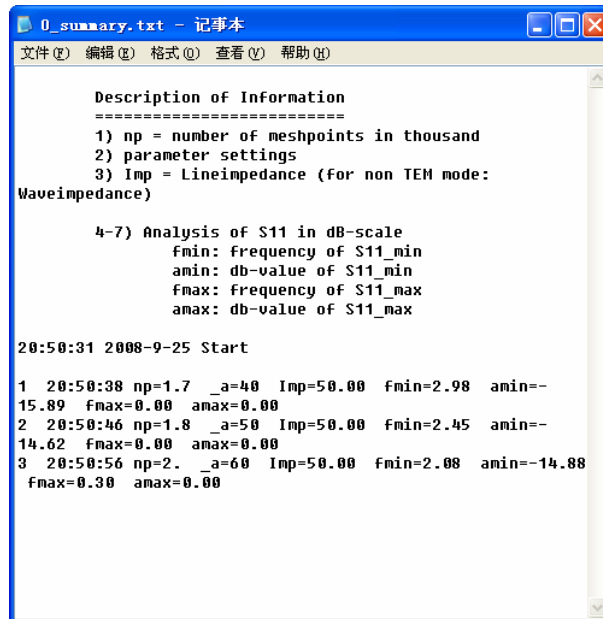 0_summary.txt - 记事本
文件(F) 编辑(E) 格式(O) 查看(V) 帮助(H)
Description of Information
==========================
1) np = number of meshpoints in thousand
2) parameter settings
3) Imp = Lineimpedance (for non TEM mode:
Waveimpedance)
4-7) Analysis of S11 in dB-scale
fmin: frequency of S11_min
amin: db-value of S11_min
fmax: frequency of S11_max
amax: db-value of S11_max
20:50:31 2008-9-25 Start
1  20:50:38 np=1.7  _a=40  Imp=50.00  fmin=2.98  amin=-
15.89  fmax=0.00  amax=0.00
2  20:50:46 np=1.8  _a=50  Imp=50.00  fmin=2.45  amin=-
14.62  fmax=0.00  amax=0.00
3  20:50:56 np=2.  _a=60  Imp=50.00  fmin=2.08  amin=-14.88
fmax=0.30  amax=0.00